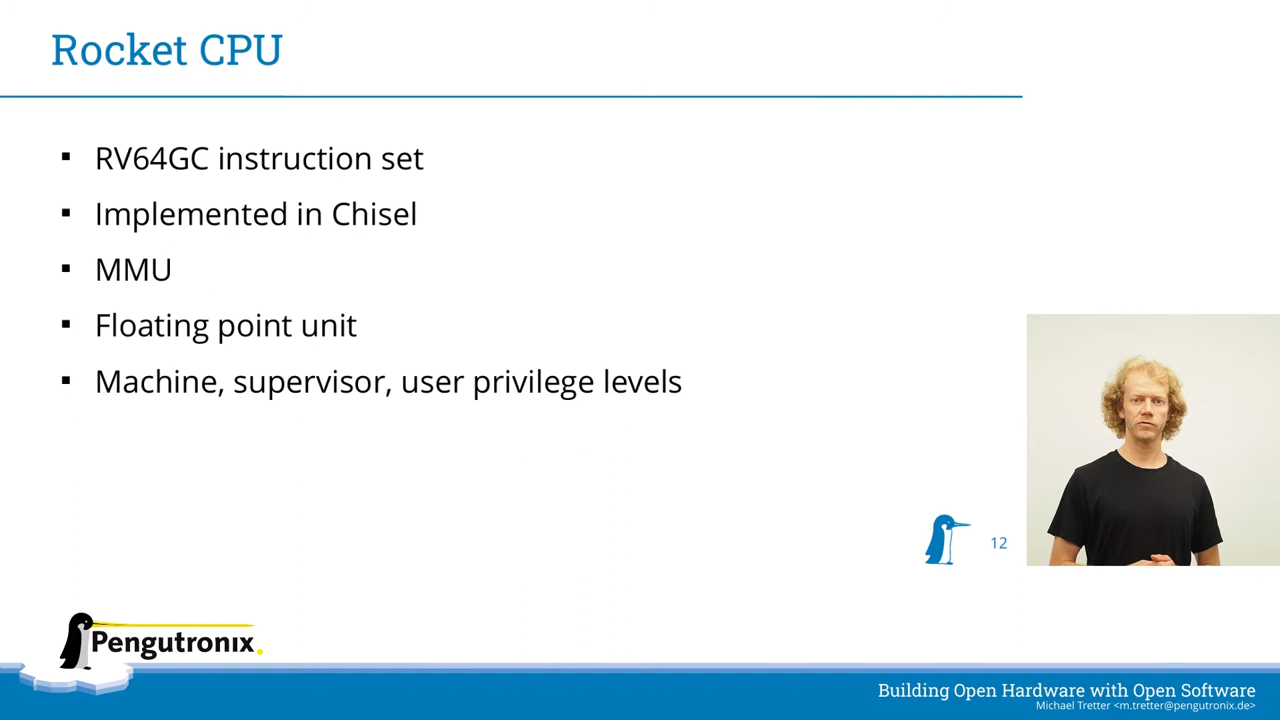 Rocket CPU
RV64GC instruction set
Implemented in Chisel
MMU
Floating point unit
Machine, supervisor, user privilege levels
12
Pengutronix
Building Open Hardware with Open Software
Michael Tretter <m.tretter@pengutronix.de>